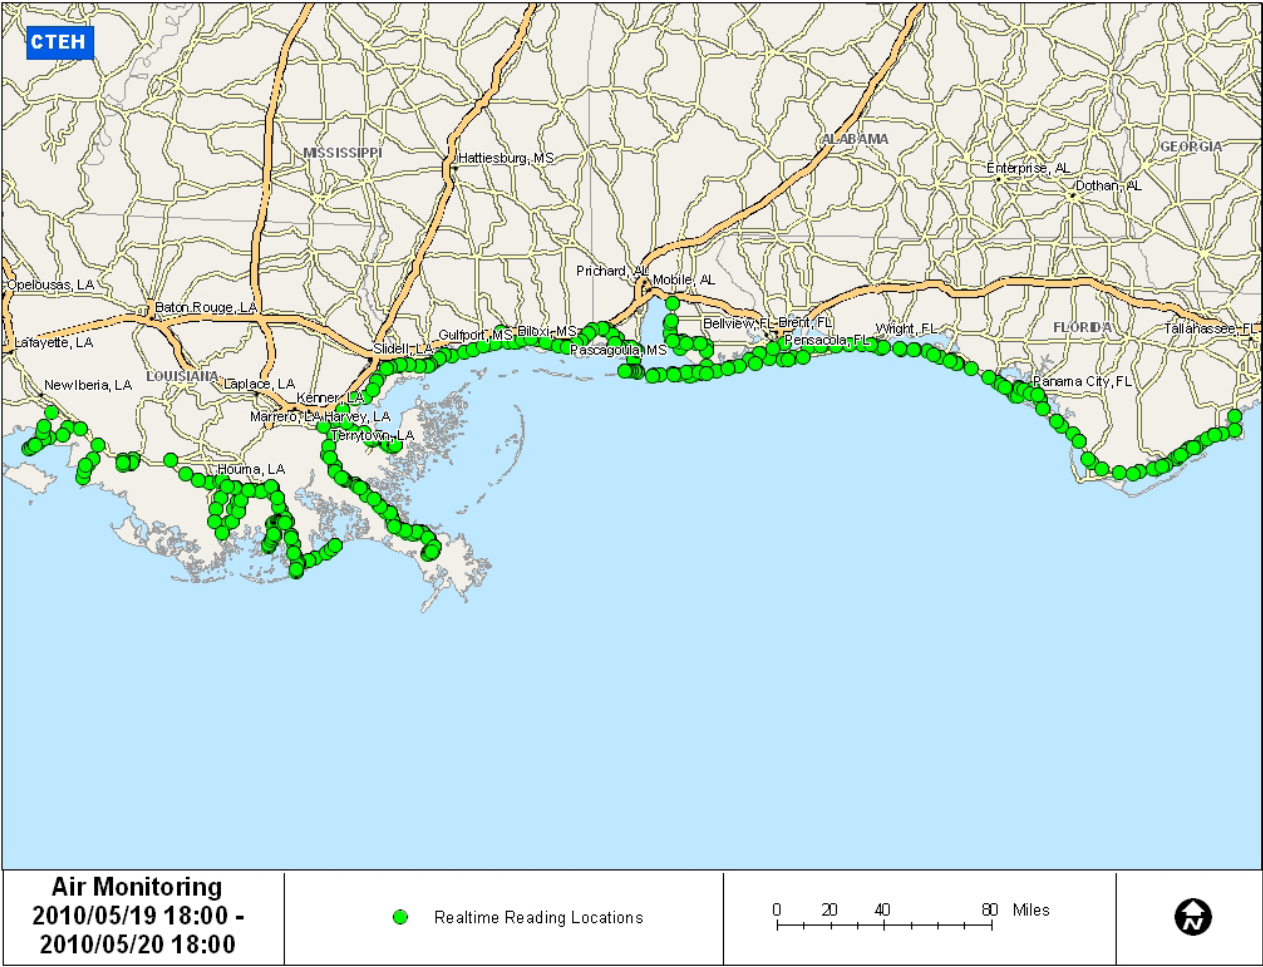 CTEH
MISSISSIPPI
ALABAMA
GEORGIA
Hattiesburg, MS
Enterprise, AL
Dothan, AL
Prichard, AL
Mobile, AL
Opelousas, LA
Baton Rouge, LA
Bellview, FL
Brent, FL
Wright, FL
FLORIDA
Tallahassee, FL
Lafayette, LA
Gulfport, MS
Biloxi, MS
Pensacola, FL
Slidell, LA
Pascagoula, MS
New Iberia, LA
LOUISIANA
Laplace, LA
Panama City, FL
Kenner, LA
Marrero, LA
Harvey, LA
Terrytown, LA
Houma, LA
Air Monitoring
2010/05/19 18:00 -
2010/05/20 18:00
Realtime Reading Locations
0 20 40 80 Miles
N